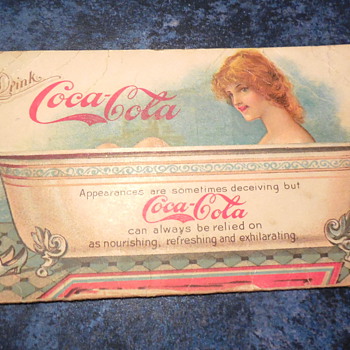 Drink
Coca-Cola
Appearances are sometimes deceiving but
Coca-Cola
can always be relied on
as nourishing, refreshing and exhilarating.